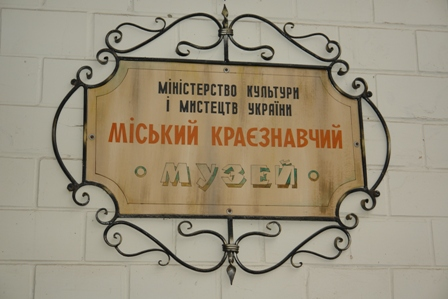 МІНІСТЕРСТВО КУЛЬТУРИ
І МИСТЕЦТВ УКРАЇНИ
МІСЬКИЙ КРАЄЗНАВЧИЙ
• МУЗЕЙ •